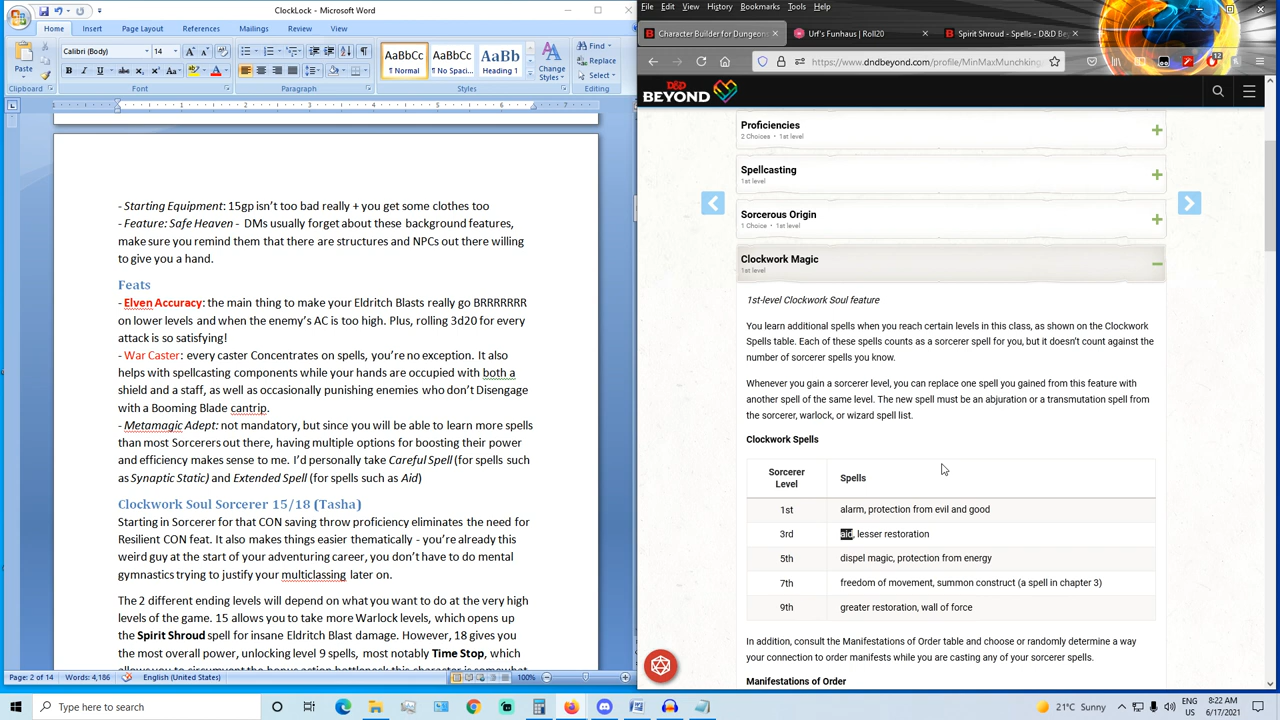 ClockLock - Microsoft Word
Home Insert Page Layout References Mailings Review View
Paste
Calibri (Body) 14
AaBbCc AaBbCc AaBb
¶ Normal ¶ No Spaci... Heading 1
Change Styles
Find
Replace
Select
Clipboard Font Paragraph Styles Editing
- Starting Equipment: 15gp isn’t too bad really + you get some clothes too
- Feature: Safe Heaven - DMs usually forget about these background features,
make sure you remind them that there are structures and NPCs out there willing
to give you a hand.
Feats
- Elven Accuracy: the main thing to make your Eldritch Blasts really go BRRRRRRR
on lower levels and when the enemy’s AC is too high. Plus, rolling 3d20 for every
attack is so satisfying!
- War Caster: every caster Concentrates on spells, you’re no exception. It also
helps with spellcasting components while your hands are occupied with both a
shield and a staff, as well as occasionally punishing enemies who don’t Disengage
with a Booming Blade cantrip.
- Metamagic Adept: not mandatory, but since you will be able to learn more spells
than most Sorcerers out there, having multiple options for boosting their power
and efficiency makes sense to me. I’d personally take Careful Spell (for spells such
as Synaptic Static) and Extended Spell (for spells such as Aid)
Clockwork Soul Sorcerer 15/18 (Tasha)
Starting in Sorcerer for that CON saving throw proficiency eliminates the need for
Resilient CON feat. It also makes things easier thematically - you’re already this
weird guy at the start of your adventuring career, you don’t have to do mental
gymnastics trying to justify your multiclassing later on.
The 2 different ending levels will depend on what you want to do at the very high
levels of the game. 15 allows you to take more Warlock levels, which opens up
the Spirit Shroud spell for insane Eldritch Blast damage. However, 18 gives you
the most overall power, unlocking level 9 spells, most notably Time Stop, which
Page: 2 of 14 Words: 4,186 English (United States) 100%
File Edit View History Bookmarks Tools Help
Character Builder for Dungeons Urf's Funhaus | Roll20 Spirit Shroud - Spells - D&D Be
https://www.dndbeyond.com/profile/MinMaxMunchking
D&D
BEYOND
Proficiencies
2 Choices • 1st level
Spellcasting
1st level
Sorcerous Origin
1 Choice • 1st level
Clockwork Magic
1st level
1st-level Clockwork Soul feature
You learn additional spells when you reach certain levels in this class, as shown on the Clockwork
Spells table. Each of these spells counts as a sorcerer spell for you, but it doesn't count against the
number of sorcerer spells you know.
Whenever you gain a sorcerer level, you can replace one spell you gained from this feature with
another spell of the same level. The new spell must be an abjuration or a transmutation spell from
the sorcerer, warlock, or wizard spell list.
Clockwork Spells
Sorcerer Level Spells
1st alarm, protection from evil and good
3rd aid, lesser restoration
5th dispel magic, protection from energy
7th freedom of movement, summon construct (a spell in chapter 3)
9th greater restoration, wall of force
In addition, consult the Manifestations of Order table and choose or randomly determine a way
your connection to order manifests while you are casting any of your sorcerer spells.
Manifestations of Order
Type here to search
21°C Sunny
ENG
US
8:22 AM
6/17/2021